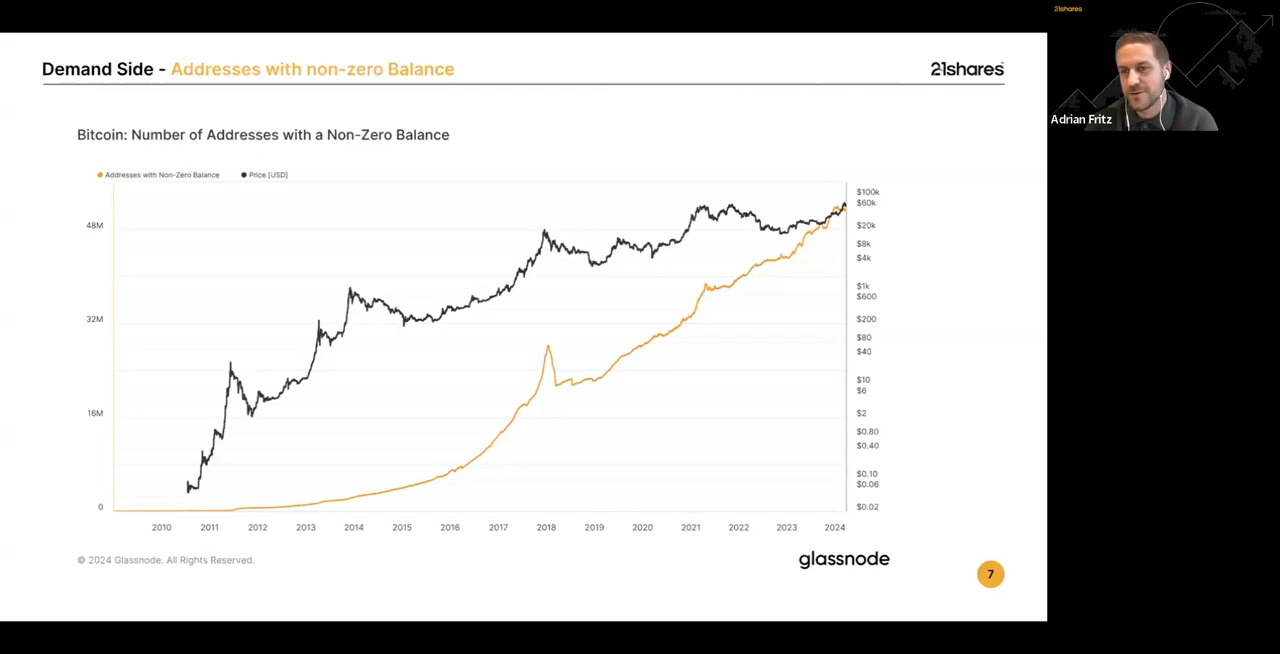 21shares
Demand Side - Addresses with non-zero Balance
21shares
Adrian Fritz
Bitcoin: Number of Addresses with a Non-Zero Balance
Addresses with Non-Zero Balance
Price [USD]
48M
32M
16M
0
$100k
$60k
$20k
$8k
$4k
$1k
$600
$200
$80
$40
$10
$6
$2
$0.80
$0.40
$0.10
$0.06
$0.02
2010 2011 2012 2013 2014 2015 2016 2017 2018 2019 2020 2021 2022 2023 2024
© 2024 Glassnode. All Rights Reserved.
glassnode
7